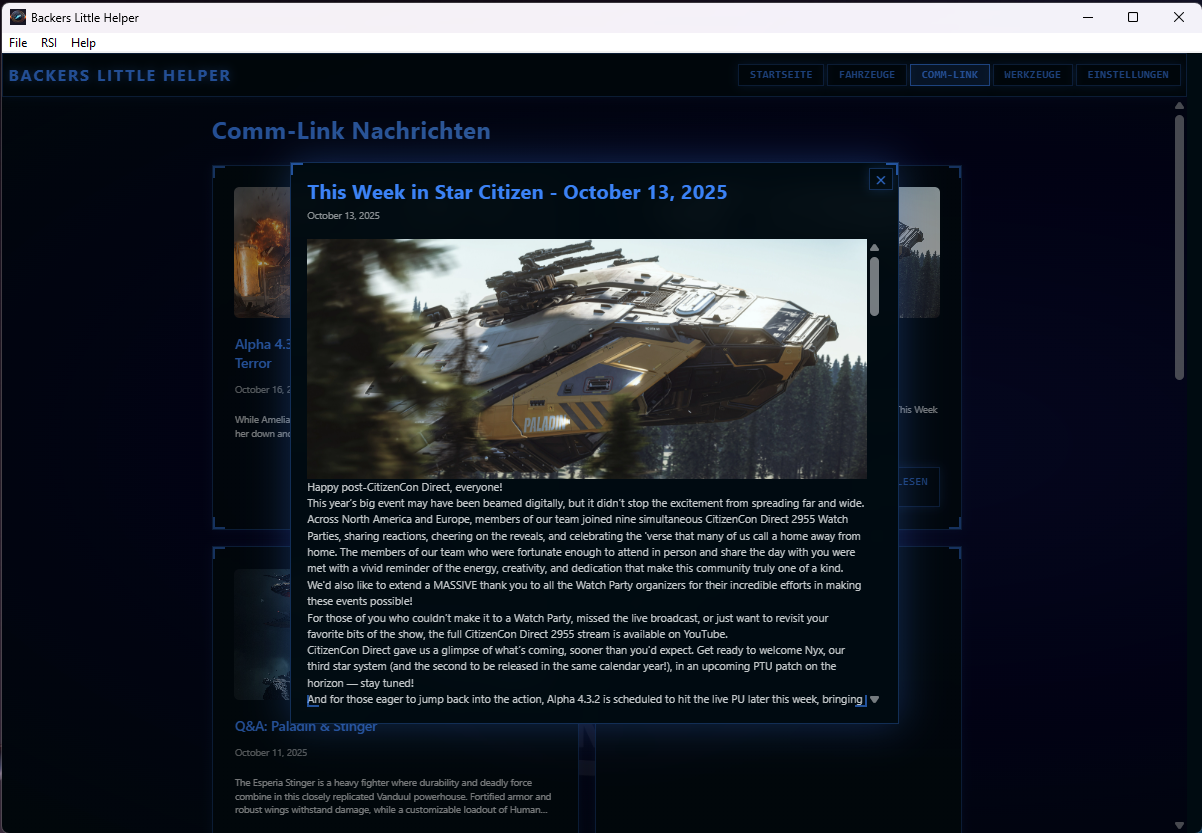 Backers Little Helper
File RSI Help
BACKERS LITTLE HELPER
STARTSEITE FAHRZEUGE COMM-LINK WERKZEUGE EINSTELLUNGEN
Comm-Link Nachrichten
This Week in Star Citizen - October 13, 2025
October 13, 2025
PALADIN
Happy post-CitizenCon Direct, everyone!
This year's big event may have been beamed digitally, but it didn't stop the excitement from spreading far and wide.
Across North America and Europe, members of our team joined nine simultaneous CitizenCon Direct 2955 Watch
Parties, sharing reactions, cheering on the reveals, and celebrating the 'verse that many of us call a home away from
home. The members of our team who were fortunate enough to attend in person and share the day with you were
met with a vivid reminder of the energy, creativity, and dedication that make this community truly one of a kind.
We'd also like to extend a MASSIVE thank you to all the Watch Party organizers for their incredible efforts in making
these events possible!
For those of you who couldn't make it to a Watch Party, missed the live broadcast, or just want to revisit your
favorite bits of the show, the full CitizenCon Direct 2955 stream is available on YouTube.
CitizenCon Direct gave us a glimpse of what's coming, sooner than you'd expect. Get ready to welcome Nyx, our
third star system (and the second to be released in the same calendar year!), in an upcoming PTU patch on the
horizon — stay tuned!
And for those eager to jump back into the action, Alpha 4.3.2 is scheduled to hit the live PU later this week, bringing
Alpha 4.3
Terror
October 16, 2
While Amelia
her down and
This Week
LESEN
Q&A: Paladin & Stinger
October 11, 2025
The Esperia Stinger is a heavy fighter where durability and deadly force
combine in this closely replicated Vanduul powerhouse. Fortified armor and
robust wings withstand damage, while a customizable loadout of Human...